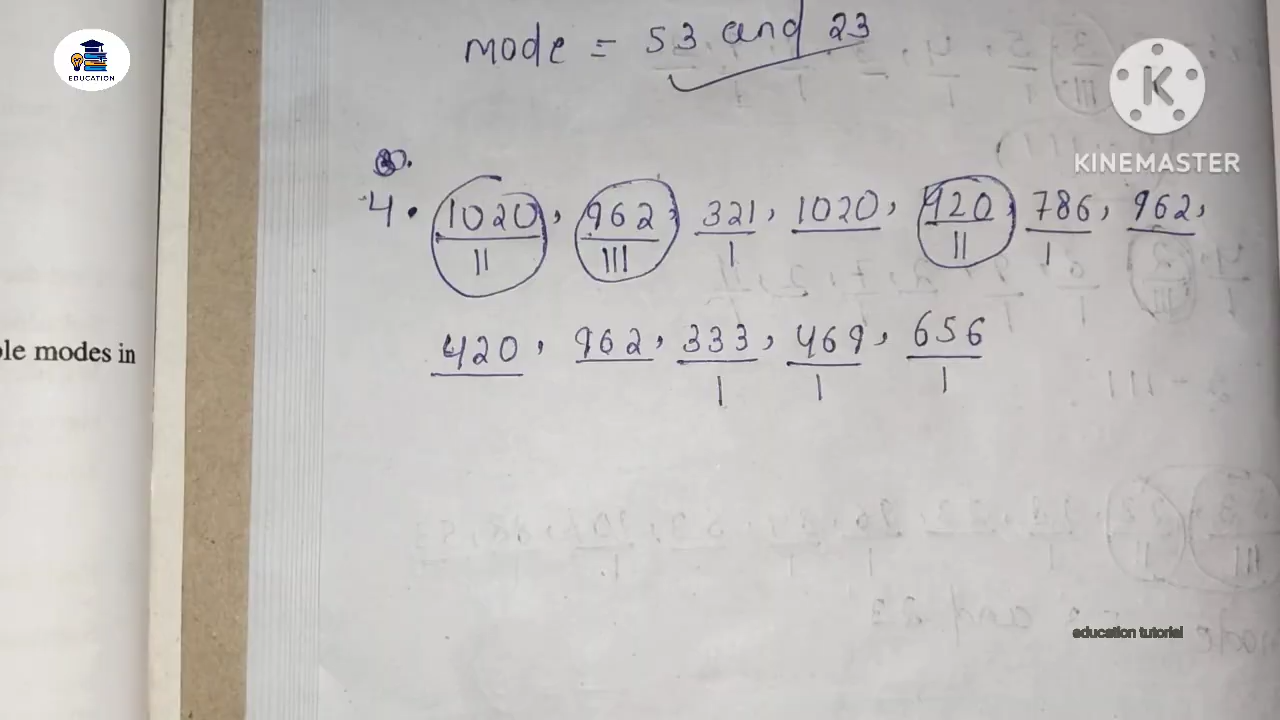 EDUCATION
mode = 53 and 23
KINEMASTER
4. 1020, 962, 321, 1020, 420, 786, 962,
II III I II I
ple modes in
420, 962, 333, 469, 656
I I I
education tutorial